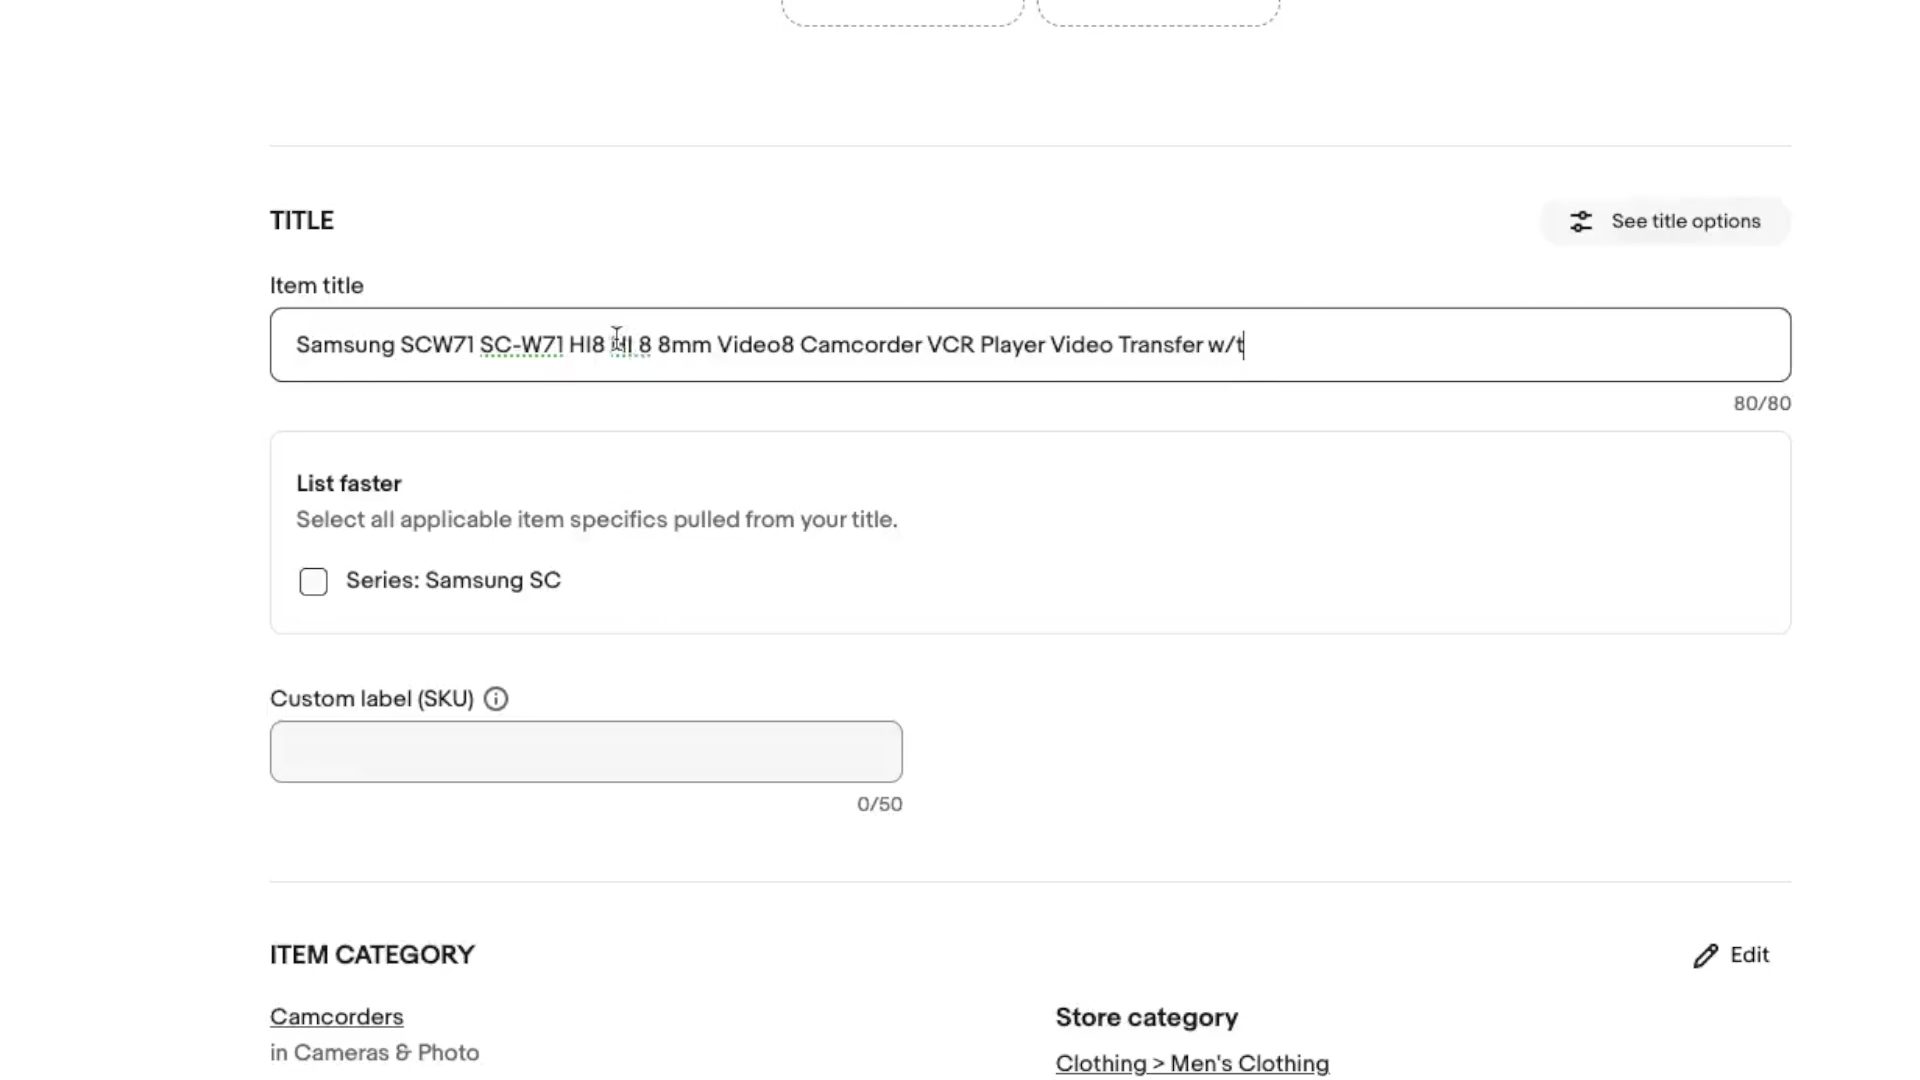 TITLE
See title options
Item title
Samsung SCW71 SC-W71 HI8 HI 8 8mm Video8 Camcorder VCR Player Video Transfer w/t
80/80
List faster
Select all applicable item specifics pulled from your title.
Series: Samsung SC
Custom label (SKU)
0/50
ITEM CATEGORY
Edit
Camcorders
in Cameras & Photo
Store category
Clothing > Men's Clothing